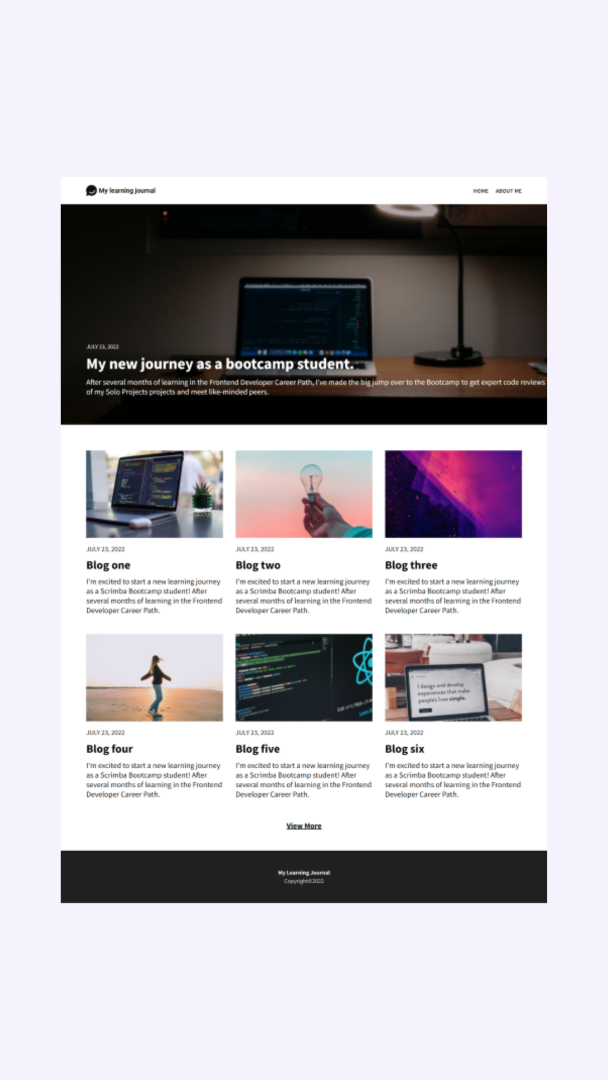 My learning journal
HOME ABOUT ME
JULY 23, 2022
My new journey as a bootcamp student.
After several months of learning in the Frontend Developer Career Path, I've made the big jump over to the Bootcamp to get expert code reviews
of my Solo Projects projects and meet like-minded peers.
JULY 23, 2022
Blog one
I'm excited to start a new learning journey
as a Scrimba Bootcamp student! After
several months of learning in the Frontend
Developer Career Path.
JULY 23, 2022
Blog two
I'm excited to start a new learning journey
as a Scrimba Bootcamp student! After
several months of learning in the Frontend
Developer Career Path.
JULY 23, 2022
Blog three
I'm excited to start a new learning journey
as a Scrimba Bootcamp student! After
several months of learning in the Frontend
Developer Career Path.
I design and develop
experiences that make
people's lives simple.
JULY 23, 2022
Blog four
I'm excited to start a new learning journey
as a Scrimba Bootcamp student! After
several months of learning in the Frontend
Developer Career Path.
JULY 23, 2022
Blog five
I'm excited to start a new learning journey
as a Scrimba Bootcamp student! After
several months of learning in the Frontend
Developer Career Path.
JULY 23, 2022
Blog six
I'm excited to start a new learning journey
as a Scrimba Bootcamp student! After
several months of learning in the Frontend
Developer Career Path.
View More
My Learning Journal
Copyright©2022